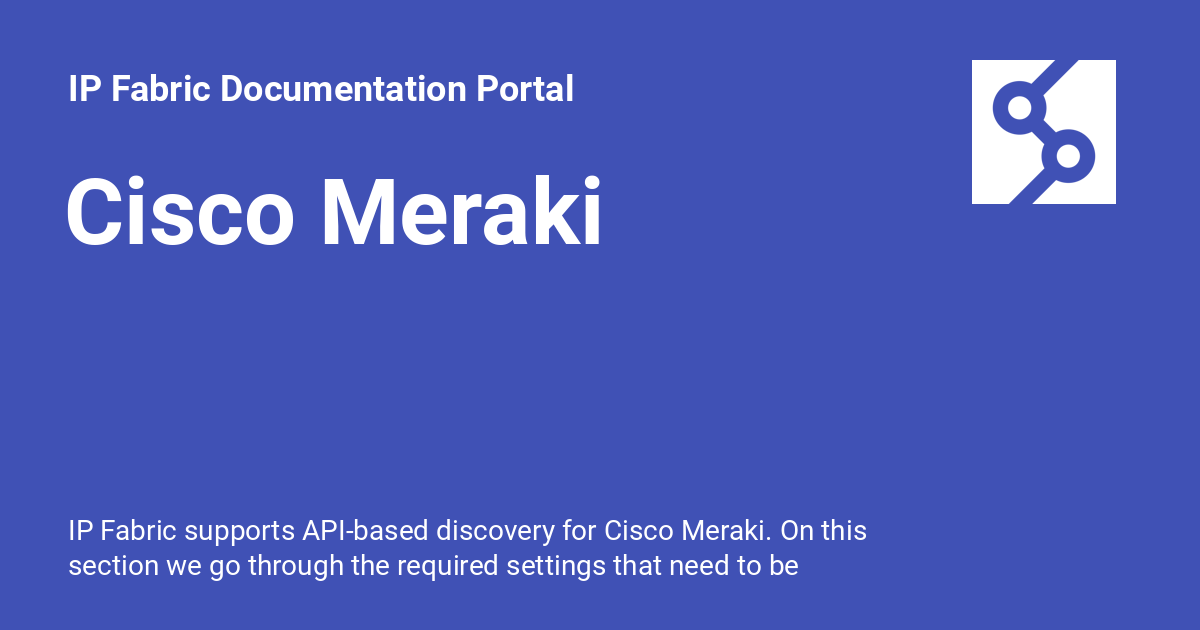 IP Fabric Documentation Portal
Cisco Meraki
IP Fabric supports API-based discovery for Cisco Meraki. On this
section we go through the required settings that need to be